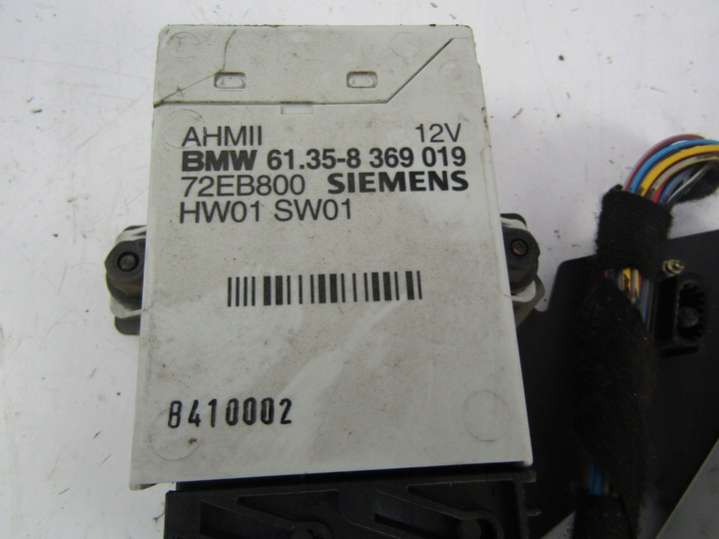 AHMII 12V
BMW 61.35-8 369 019
72EB800 SIEMENS
HW01 SW01
8410002